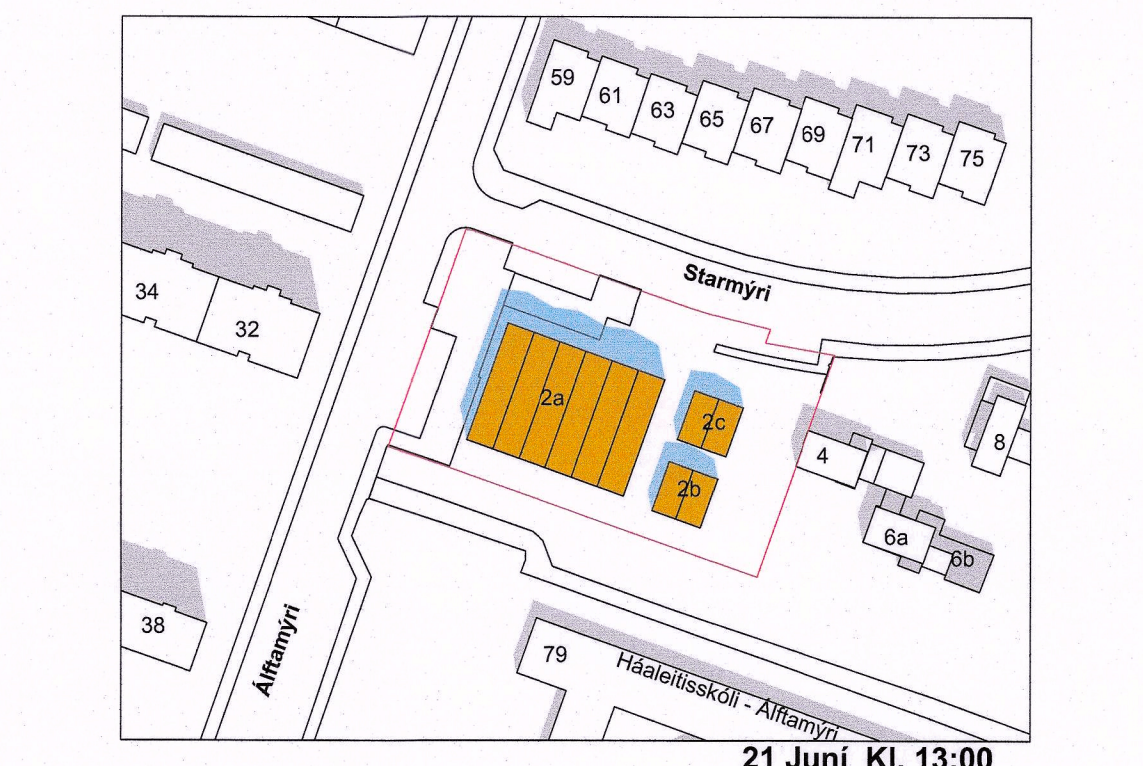 59
61
63
65
67
69
71
73
75
34
32
Starmýri
2a
2c
2b
4
8
6a
6b
38
Álftamýri
79
Háaleitisskóli - Álftamýri
21 Juní Kl. 13:00